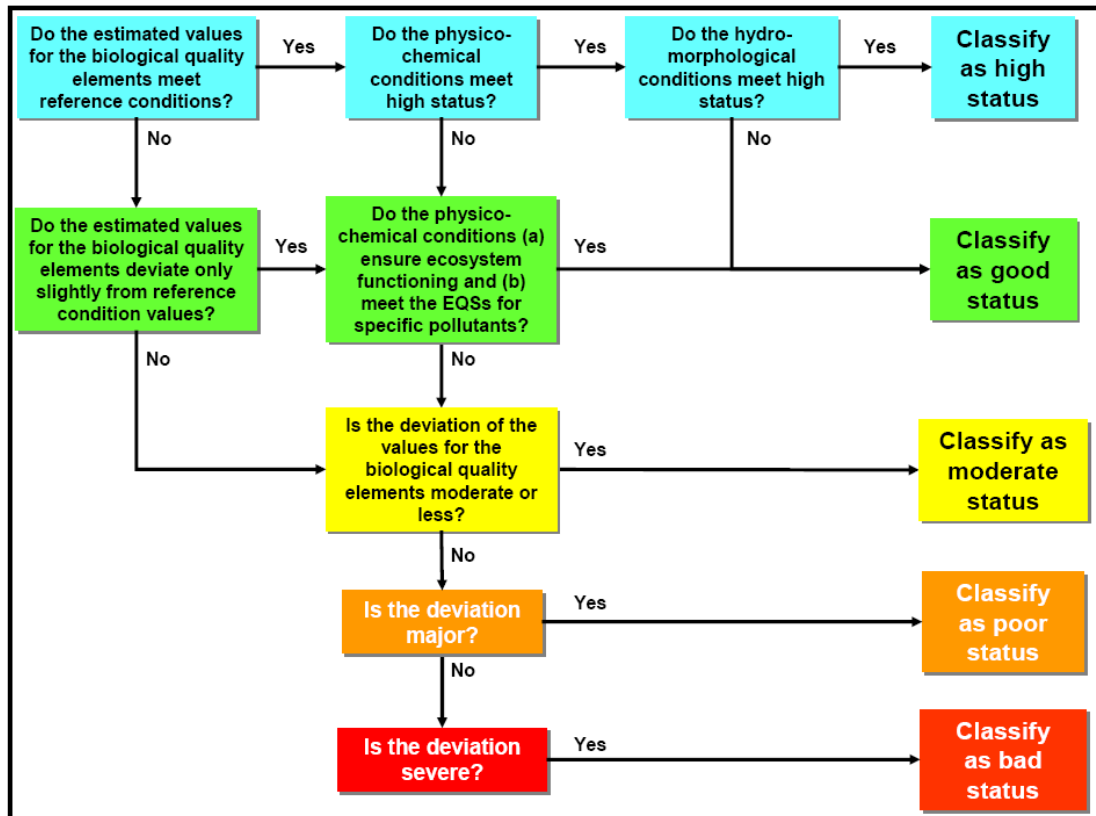 Do the estimated values
for the biological quality
elements meet
reference conditions?
Yes
Do the physico-
chemical
conditions meet
high status?
Yes
Do the hydro-
morphological
conditions meet high
status?
Yes
Classify
as high
status
No
No
No
Do the estimated values
for the biological quality
elements deviate only
slightly from reference
condition values?
Yes
Do the physico-
chemical conditions (a)
ensure ecosystem
functioning and (b)
meet the EQSs for
specific pollutants?
Yes
Classify
as good
status
No
No
Is the deviation of the
values for the
biological quality
elements moderate or
less?
Yes
Classify as
moderate
status
No
Is the deviation
major?
Yes
Classify
as poor
status
No
Is the deviation
severe?
Yes
Classify
as bad
status